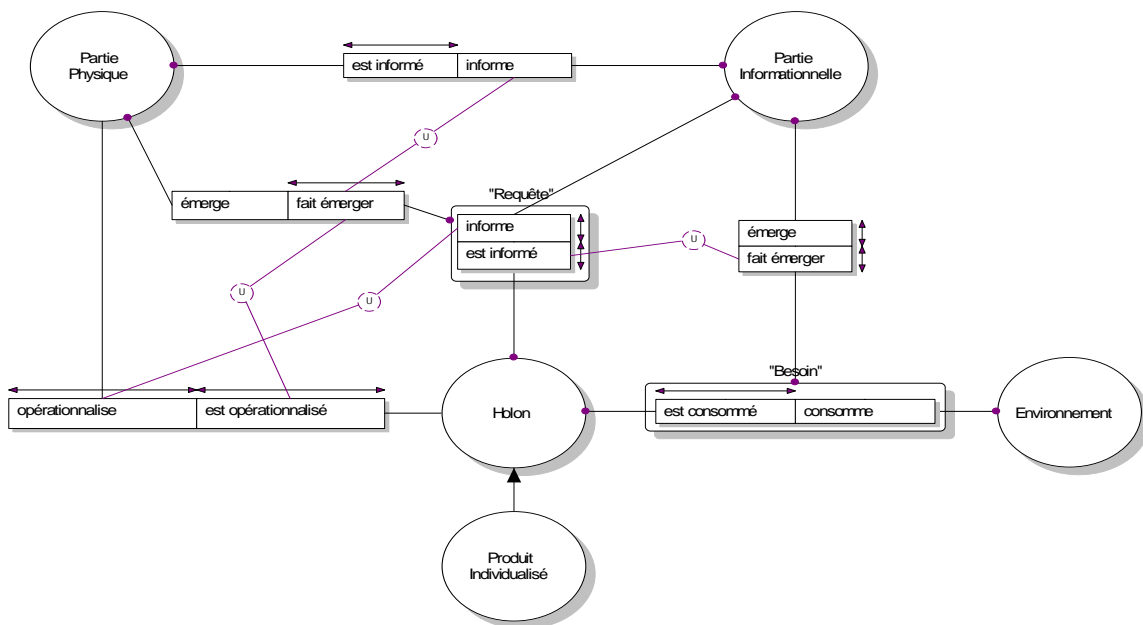 Partie
Physique
est informé
informe
Partie
Informationnelle
U
émerge
fait émerger
"Requête"
informe
est informé
U
émerge
fait émerger
U
U
opérationnalise
est opérationnalisé
Holon
"Besoin"
est consommé
consomme
Environnement
Produit
Individualisé